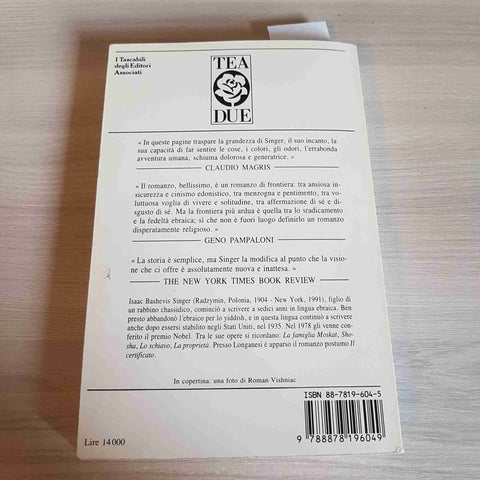 I Tascabili
degli Editori
Associati
TEA
DUE
« In queste pagine traspare la grandezza di Singer, il suo incanto, la
sua capacità di far sentire le cose, i colori, gli odori, l'errabonda
avventura umana, schiuma dolorosa e generatrice. »
CLAUDIO MAGRIS
« Il romanzo, bellissimo, è un romanzo di frontiera: tra ansiosa in-
sicurezza e cinismo edonistico, tra menzogna e pentimento, tra vo-
luttuosa voglia di vivere e solitudine, tra affermazione di sé e di-
sgusto di sé. Ma la frontiera più ardua è quella tra lo sradicamento
e la fedeltà ebraica; sì che non è fuori luogo definirlo un romanzo
disperatamente religioso. »
GENO PAMPALONI
« La storia è semplice, ma Singer la modifica al punto che la visio-
ne che ci offre è assolutamente nuova e inattesa. »
THE NEW YORK TIMES BOOK REVIEW
Isaac Bashevis Singer (Radzymin, Polonia, 1904 - New York, 1991), figlio di
un rabbino chassidico, cominciò a scrivere a sedici anni in lingua ebraica. Ben
presto abbandonò l'ebraico per lo yiddish, e in questa lingua continuò a scrivere
anche dopo essersi stabilito negli Stati Uniti, nel 1935. Nel 1978 gli venne con-
ferito il premio Nobel. Tra le sue opere si ricordano: La famiglia Moskat, Sho-
sha, Lo schiavo, La proprietà. Presso Longanesi è apparso il romanzo postumo Il
certificato.
In copertina: una foto di Roman Vishniac
ISBN 88-7819-604-5
Lire 14 000
9 788878 196049